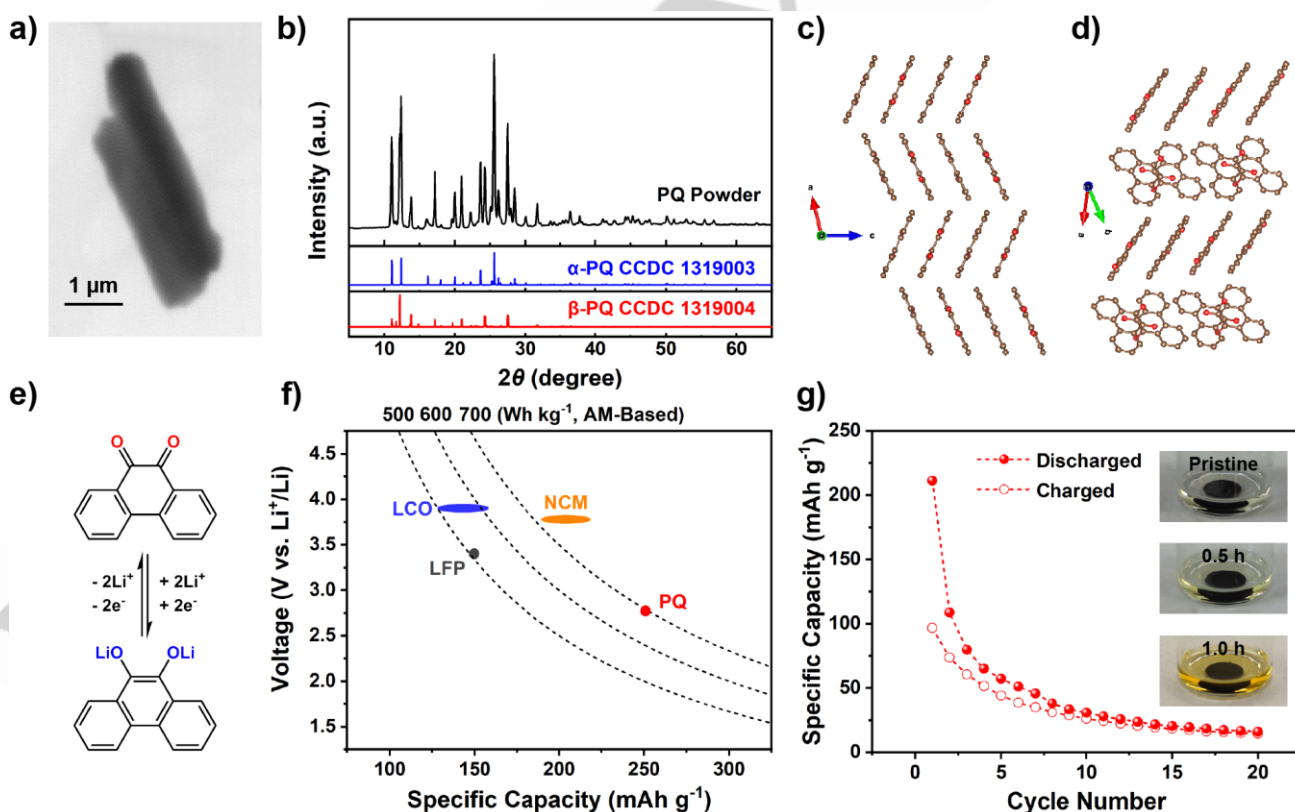 a)
1 µm
b)
Intensity (a.u.)
PQ Powder
α-PQ CCDC 1319003
β-PQ CCDC 1319004
10 20 30 40 50 60
2θ (degree)
c)
a
c
d)
a
b
e)
O O
- 2Li⁺ + 2Li⁺
- 2e⁻ + 2e⁻
LiO OLi
f)
500 600 700 (Wh kg⁻¹, AM-Based)
Voltage (V vs. Li⁺/Li)
4.5
4.0
3.5
3.0
2.5
2.0
1.5
LCO
NCM
LFP
PQ
100 150 200 250 300
Specific Capacity (mAh g⁻¹)
g)
Specific Capacity (mAh g⁻¹)
250
200
150
100
50
0
Discharged
Charged
Pristine
0.5 h
1.0 h
0 5 10 15 20
Cycle Number